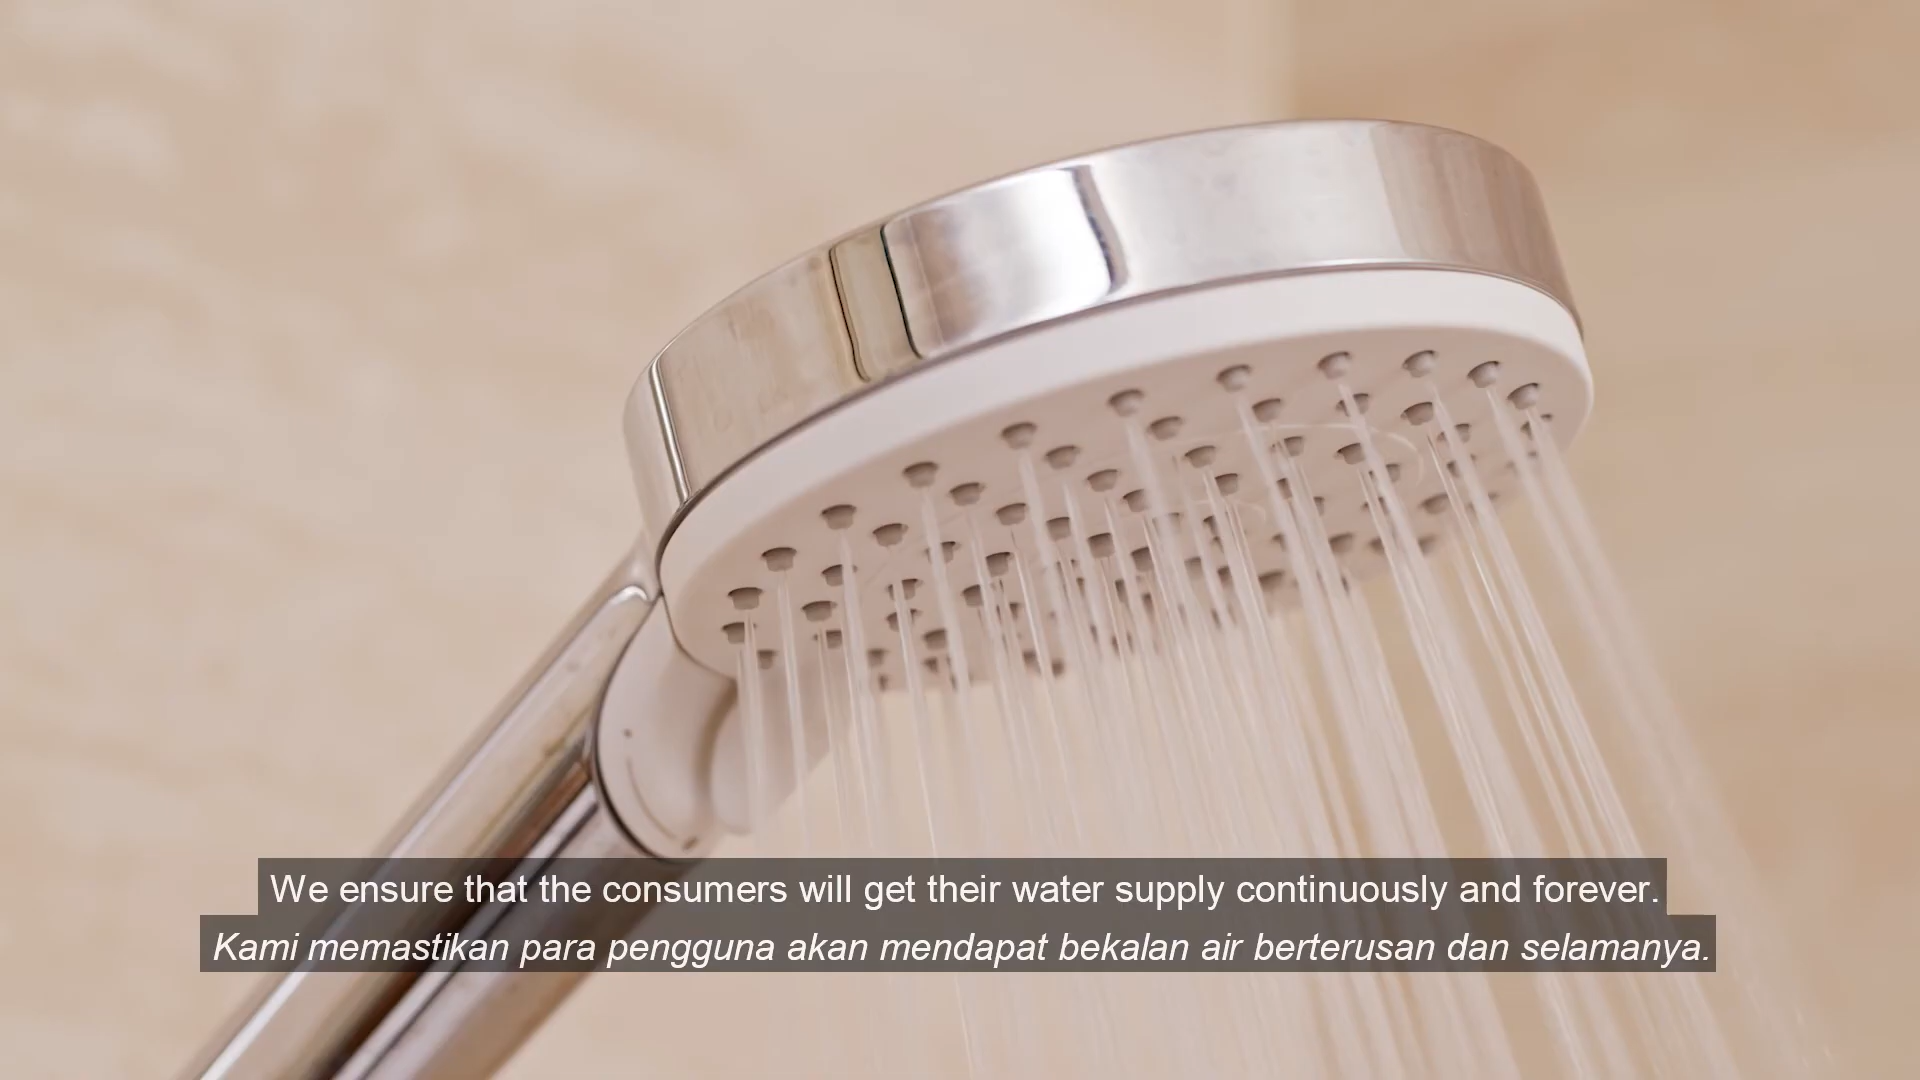 We ensure that the consumers will get their water supply continuously and forever.
Kami memastikan para pengguna akan mendapat bekalan air berterusan dan selamanya.